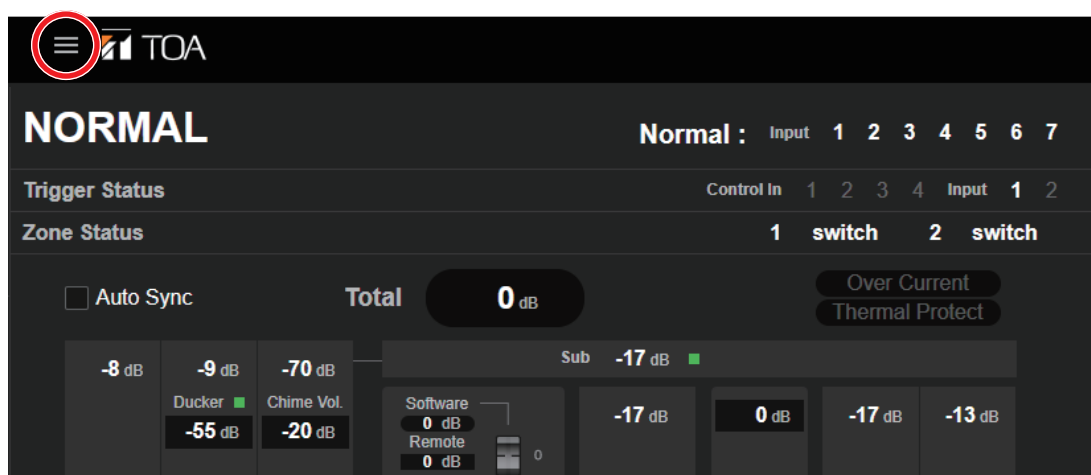 TOA
NORMAL
Normal : Input 1 2 3 4 5 6 7
Trigger Status
Control In 1 2 3 4 Input 1 2
Zone Status
1 switch 2 switch
Auto Sync
Total 0 dB
Over Current
Thermal Protect
Sub -17 dB
-8 dB -9 dB -70 dB
Ducker Chime Vol.
-55 dB -20 dB
Software
0 dB
Remote
0 dB
0
-17 dB 0 dB -17 dB -13 dB